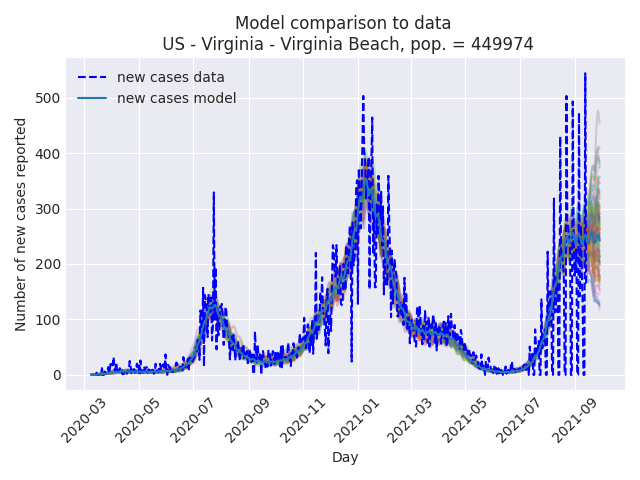 Model comparison to data
US - Virginia - Virginia Beach, pop. = 449974
new cases data
new cases model
Number of new cases reported
500
400
300
200
100
0
2020-03
2020-05
2020-07
2020-09
2020-11
2021-01
2021-03
2021-05
2021-07
2021-09
Day